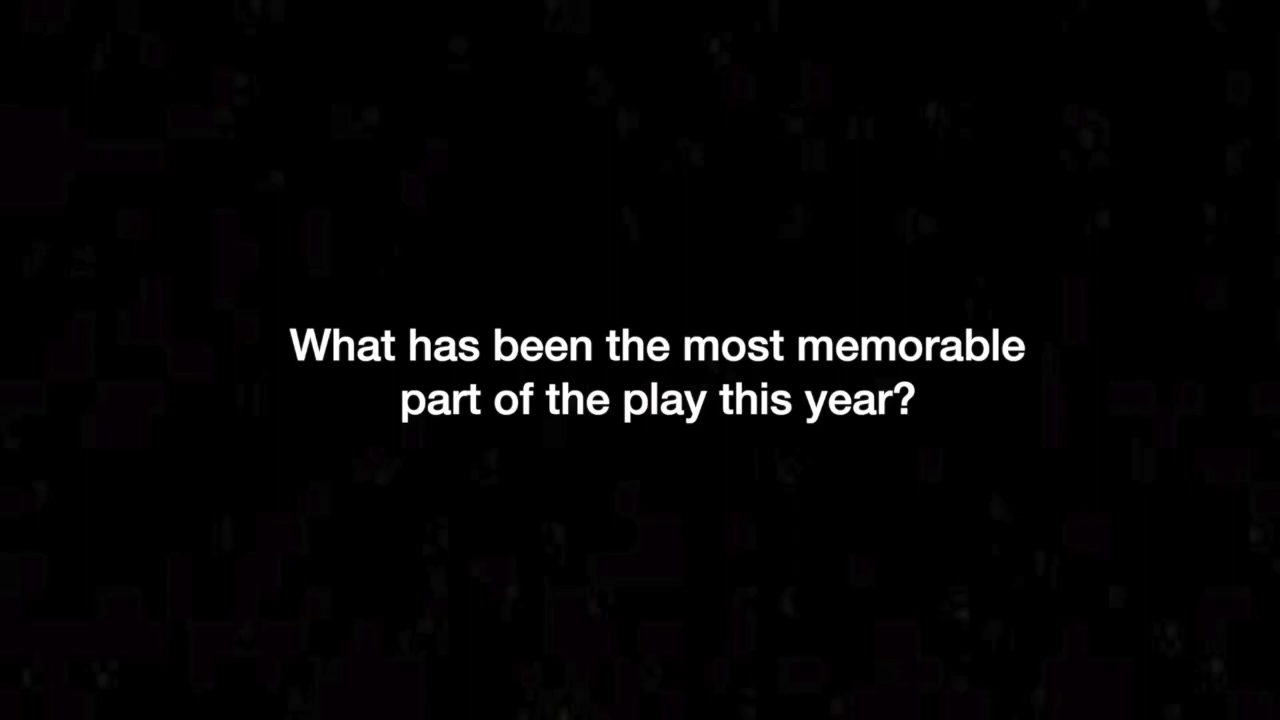 What has been the most memorable
part of the play this year?